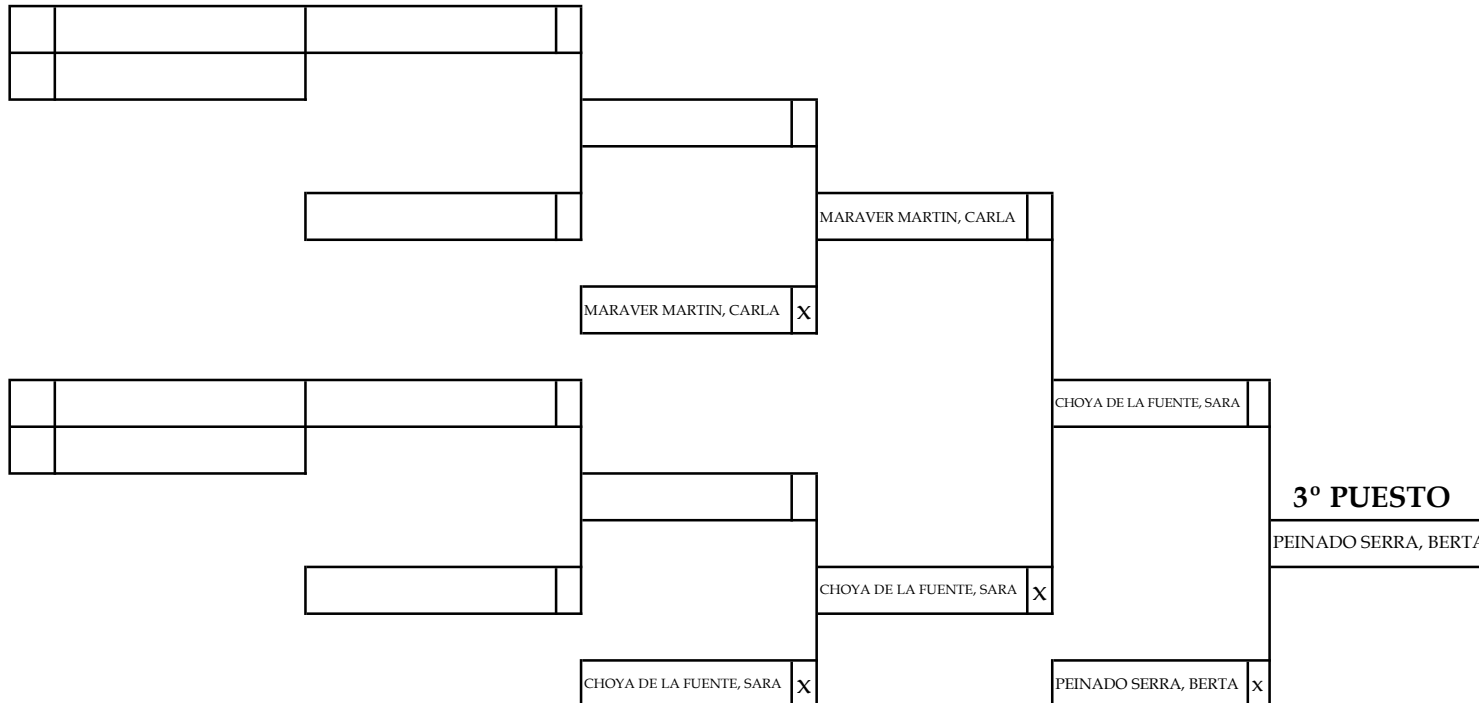 MARAVER MARTIN, CARLA
MARAVER MARTIN, CARLA x
CHOYA DE LA FUENTE, SARA
3º PUESTO
PEINADO SERRA, BERTA
CHOYA DE LA FUENTE, SARA x
CHOYA DE LA FUENTE, SARA x
PEINADO SERRA, BERTA x